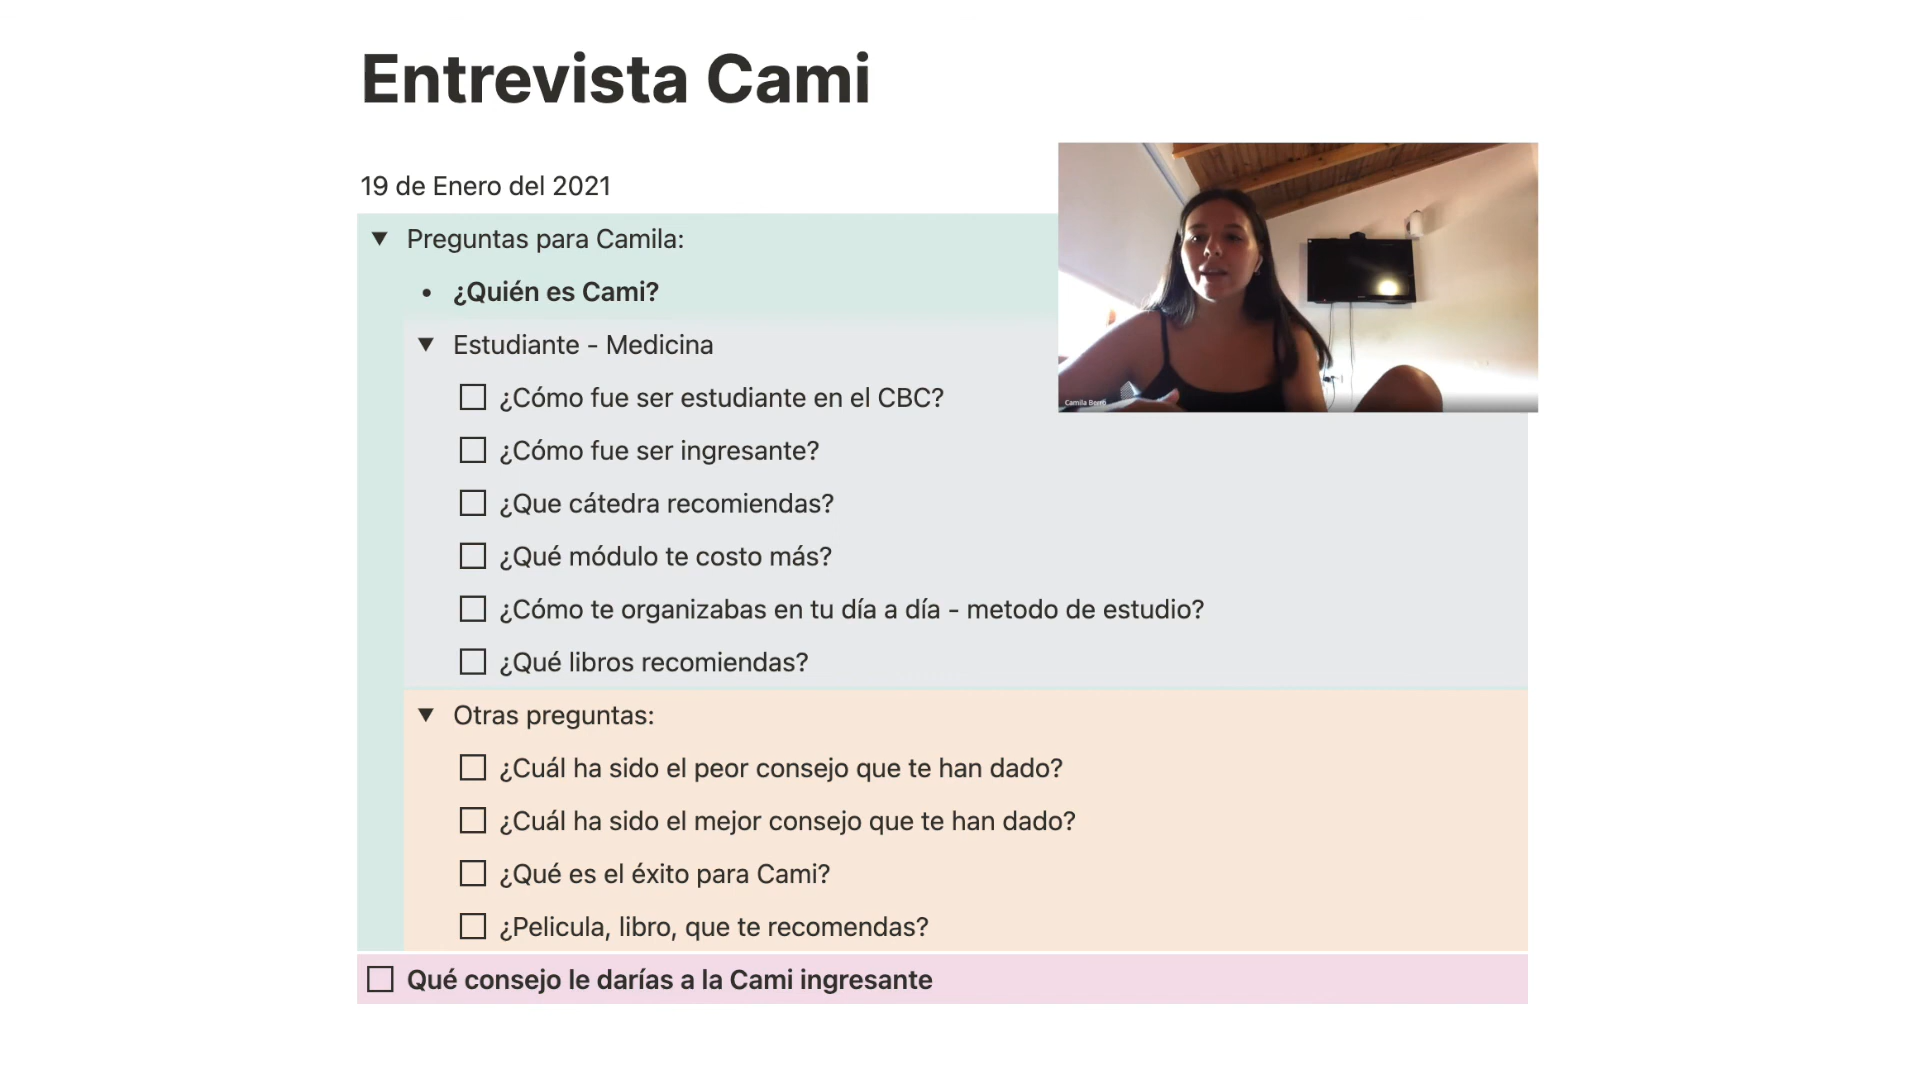 Entrevista Cami
19 de Enero del 2021
Preguntas para Camila:
¿Quién es Cami?
Estudiante - Medicina
¿Cómo fue ser estudiante en el CBC?
¿Cómo fue ser ingresante?
¿Que cátedra recomiendas?
¿Qué módulo te costo más?
¿Cómo te organizabas en tu día a día - metodo de estudio?
¿Qué libros recomiendas?
Otras preguntas:
¿Cuál ha sido el peor consejo que te han dado?
¿Cuál ha sido el mejor consejo que te han dado?
¿Qué es el éxito para Cami?
¿Pelicula, libro, que te recomendas?
Qué consejo le darías a la Cami ingresante
Camila